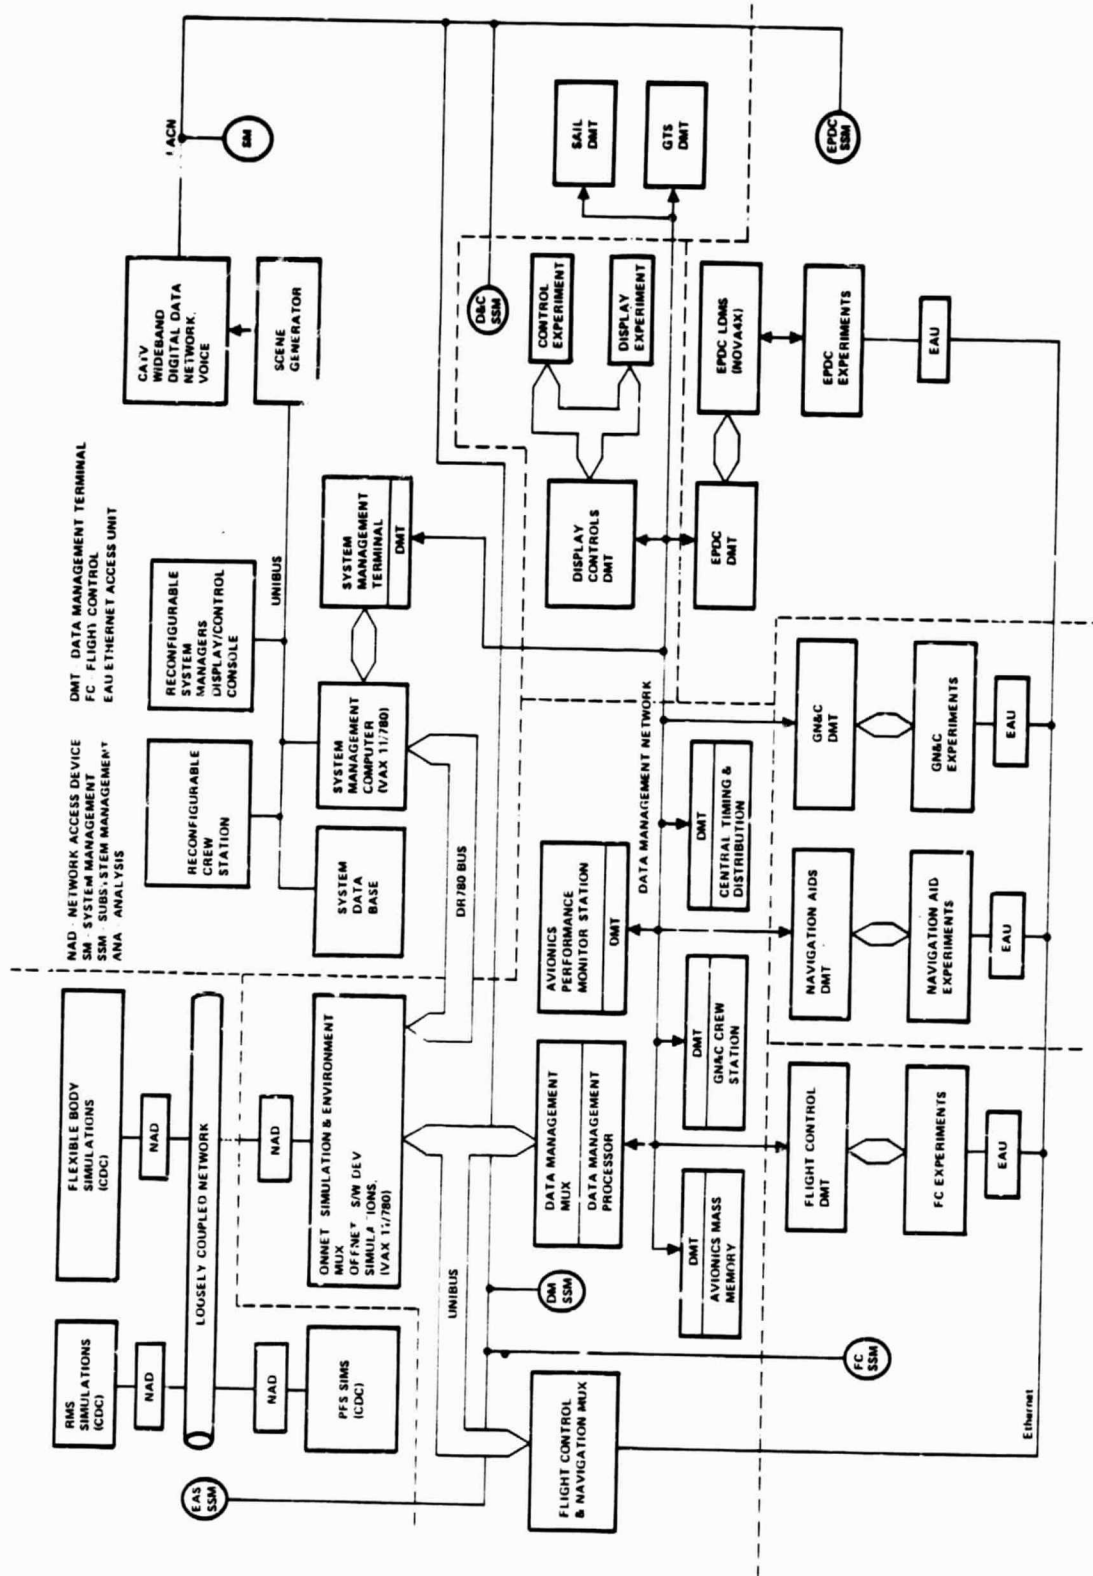 RMS
SIMULATIONS
(CDC)
FLEXIBLE BODY
SIMULATIONS
(CDC)
NAD - NETWORK ACCESS DEVICE
SM - SYSTEM MANAGEMENT
SSM - SUBSYSTEM MANAGEMENT
ANA ANALYSIS
DMT - DATA MANAGEMENT TERMINAL
FC - FLIGHT CONTROL
EAU ETHERNET ACCESS UNIT
NAD
NAD
EAS
SSM
LOUSELY COUPLED NETWORK
RECONFIGURABLE
CREW
STATION
RECONFIGURABLE
SYSTEM
MANAGERS
DISPLAY/CONTROL
CONSOLE
CATV
WIDEBAND
DIGITAL DATA
NETWORK,
VOICE
ACN
SM
NAD
NAD
UNIBUS
SCENE
GENERATOR
PFS SIMS
(CDC)
ONNET SIMULATION & ENVIRONMENT
MUX
OFFNET S/W DEV
SIMULATIONS,
(VAX 11/780)
SYSTEM
DATA
BASE
SYSTEM
MANAGEMENT
COMPUTER
(VAX 11/780)
SYSTEM
MANAGEMENT
TERMINAL
DMT
UNIBUS
DR780 BUS
D&C
SSM
FLIGHT CONTROL
& NAVIGATION MUX
DM
SSM
DATA MANAGEMENT
MUX
DATA MANAGEMENT
PROCESSOR
AVIONICS
PERFORMANCE
MONITOR STATION
DMT
DISPLAY
CONTROLS
DMT
CONTROL
EXPERIMENT
DISPLAY
EXPERIMENT
SAIL
DMT
GTS
DMT
DATA MANAGEMENT NETWORK
DMT
AVIONICS MASS
MEMORY
DMT
GN&C CREW
STATION
DMT
CENTRAL TIMING &
DISTRIBUTION
EPDC
DMT
EPDC LDMS
(NOVA4X)
FC
SSM
FLIGHT CONTROL
DMT
NAVIGATION AIDS
DMT
GN&C
DMT
EPDC
EXPERIMENTS
EPDC
SSM
FC EXPERIMENTS
NAVIGATION AID
EXPERIMENTS
GN&C
EXPERIMENTS
EAU
EAU
EAU
EAU
Ethernet